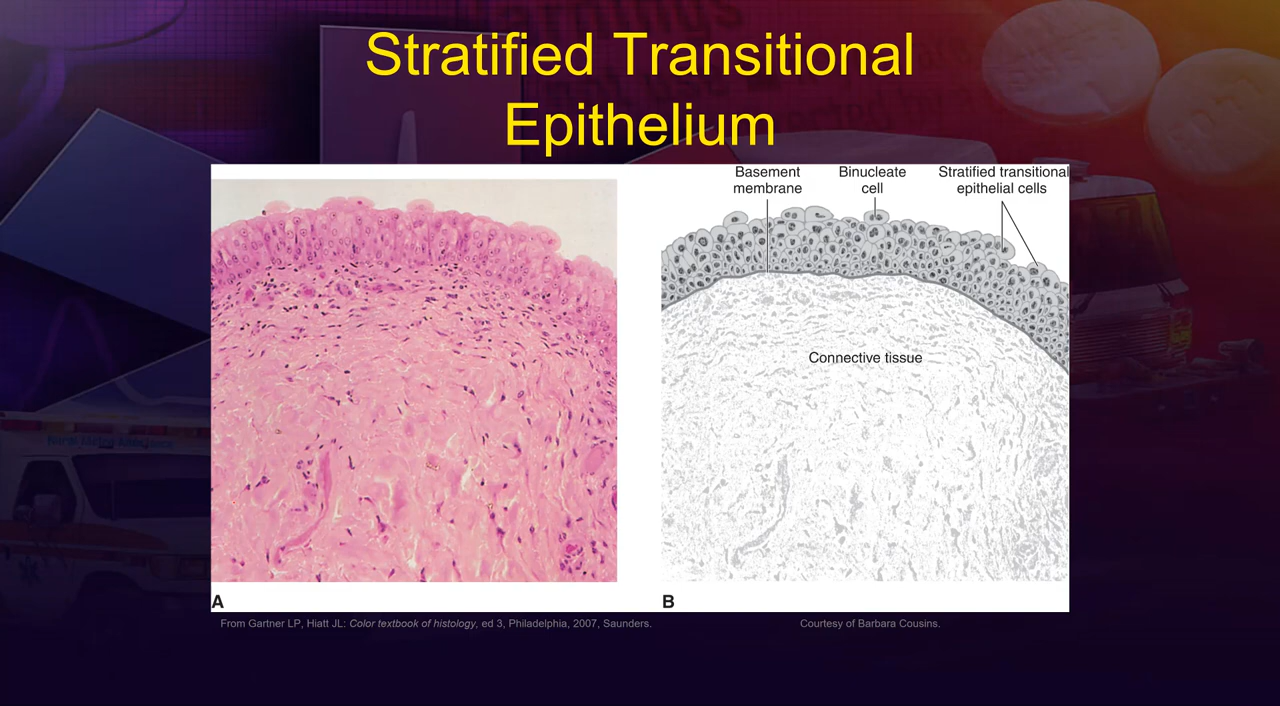 Stratified Transitional
Epithelium
Basement
membrane
Binucleate
cell
Stratified transitional
epithelial cells
Connective tissue
A
B
From Gartner LP, Hiatt JL: Color textbook of histology, ed 3, Philadelphia, 2007, Saunders.
Courtesy of Barbara Cousins.